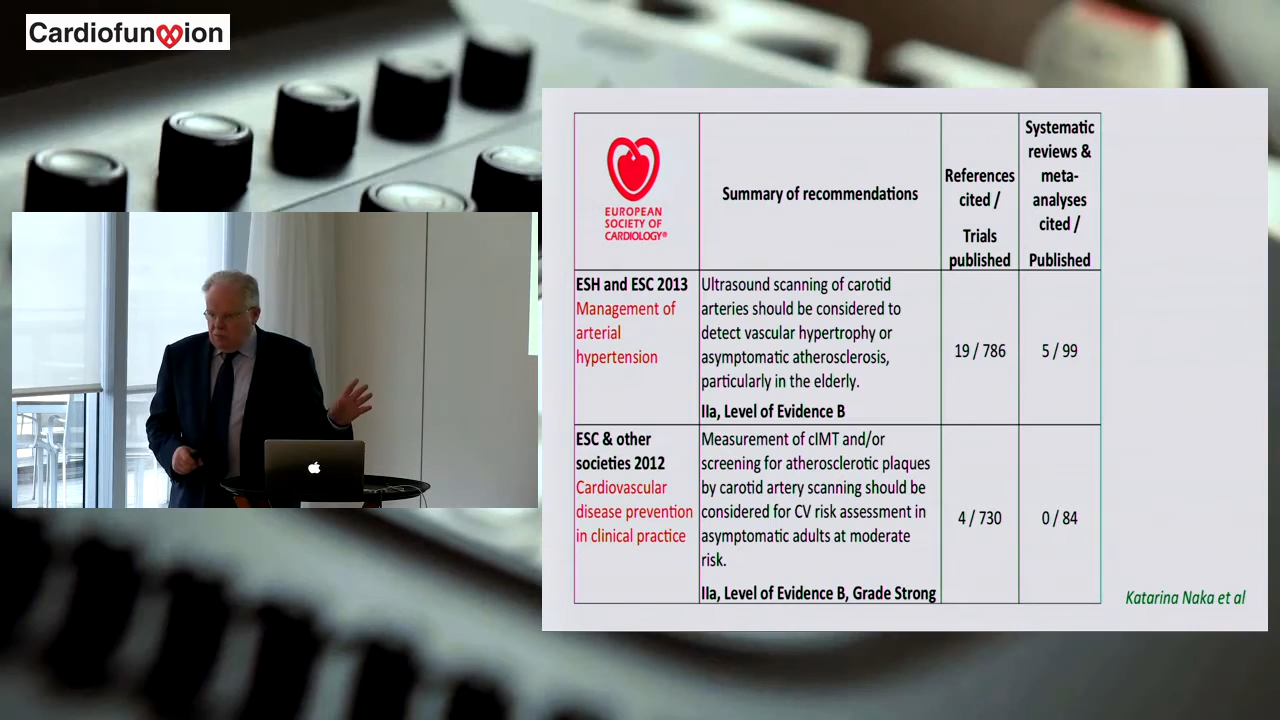 Cardiofunion
EUROPEAN
SOCIETY OF
CARDIOLOGY®
Summary of recommendations
References
cited /
Trials
published
Systematic
reviews &
meta-
analyses
cited /
Published
ESH and ESC 2013
Management of
arterial
hypertension
Ultrasound scanning of carotid
arteries should be considered to
detect vascular hypertrophy or
asymptomatic atherosclerosis,
particularly in the elderly.
IIa, Level of Evidence B
19 / 786
5 / 99
ESC & other
societies 2012
Cardiovascular
disease prevention
in clinical practice
Measurement of cIMT and/or
screening for atherosclerotic plaques
by carotid artery scanning should be
considered for CV risk assessment in
asymptomatic adults at moderate
risk.
IIa, Level of Evidence B, Grade Strong
4 / 730
0 / 84
Katarina Naka et al